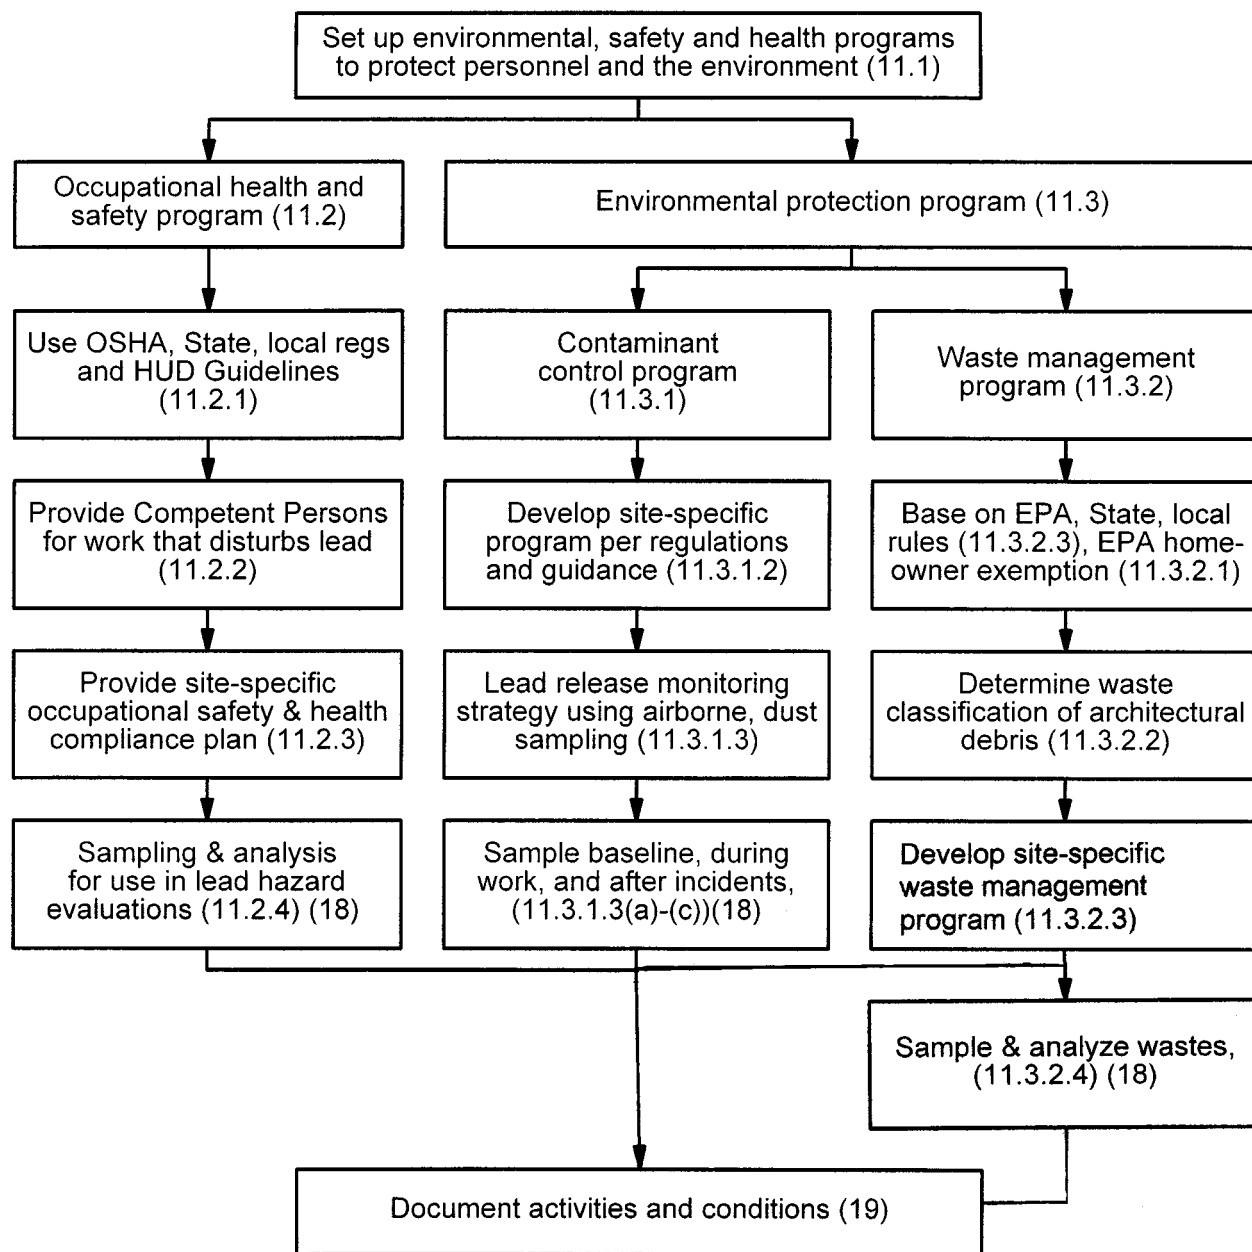 Set up environmental, safety and health programs
to protect personnel and the environment (11.1)
Occupational health and
safety program (11.2)
Environmental protection program (11.3)
Use OSHA, State, local regs
and HUD Guidelines
(11.2.1)
Contaminant
control program
(11.3.1)
Waste management
program (11.3.2)
Provide Competent Persons
for work that disturbs lead
(11.2.2)
Develop site-specific
program per regulations
and guidance (11.3.1.2)
Base on EPA, State, local
rules (11.3.2.3), EPA home-
owner exemption (11.3.2.1)
Provide site-specific
occupational safety & health
compliance plan (11.2.3)
Lead release monitoring
strategy using airborne, dust
sampling (11.3.1.3)
Determine waste
classification of architectural
debris (11.3.2.2)
Sampling & analysis
for use in lead hazard
evaluations (11.2.4) (18)
Sample baseline, during
work, and after incidents,
(11.3.1.3(a)-(c))(18)
Develop site-specific
waste management
program (11.3.2.3)
Sample & analyze wastes,
(11.3.2.4) (18)
Document activities and conditions (19)